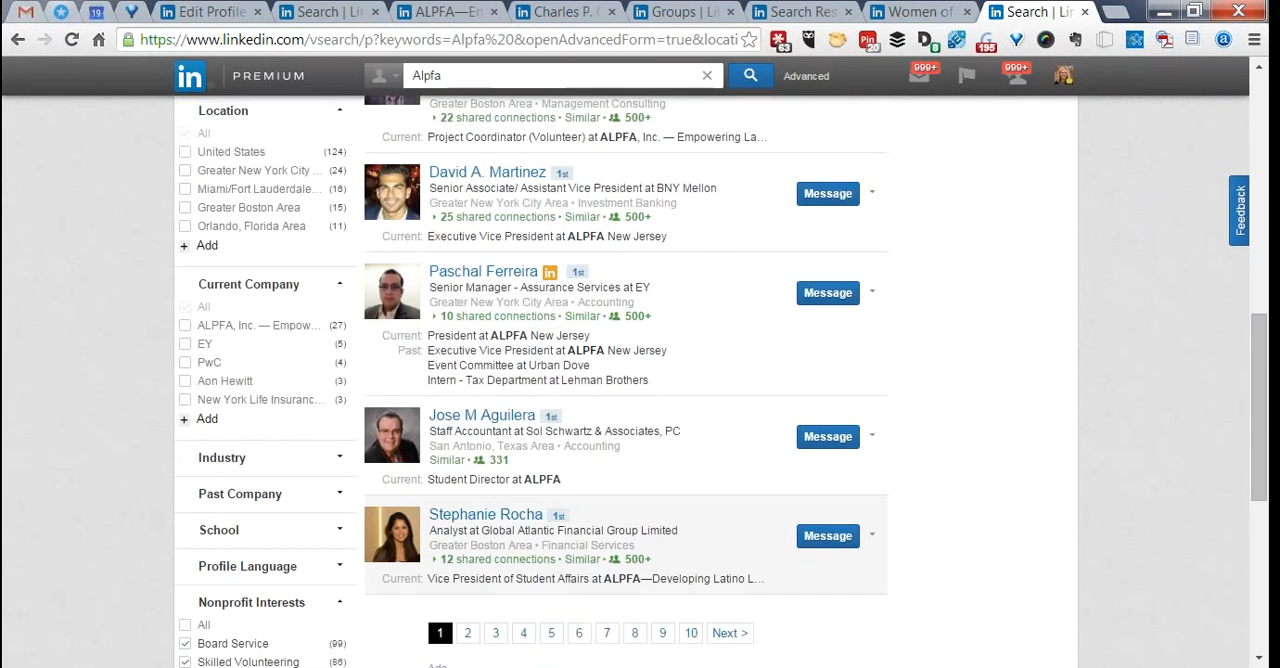 Edit Profile
Search | Lin
ALPFA—En
Charles P. C
Groups | Li
Search Res
Women of
Search | Lin
https://www.linkedin.com/vsearch/p?keywords=Alpfa%20&openAdvancedForm=true&locati
63
20
8
195
in PREMIUM
Alpfa
Advanced
999+
999+
Location
All
United States (124)
Greater New York City ... (24)
Miami/Fort Lauderdale... (16)
Greater Boston Area (15)
Orlando, Florida Area (11)
+ Add
Current Company
All
ALPFA, Inc. — Empow... (27)
EY (5)
PwC (4)
Aon Hewitt (3)
New York Life Insuranc... (3)
+ Add
Industry
Past Company
School
Profile Language
Nonprofit Interests
All
Board Service (99)
Skilled Volunteering (86)
Greater Boston Area • Management Consulting
22 shared connections • Similar • 500+
Current: Project Coordinator (Volunteer) at ALPFA, Inc. — Empowering La...
David A. Martinez 1st
Senior Associate/ Assistant Vice President at BNY Mellon
Greater New York City Area • Investment Banking
25 shared connections • Similar • 500+
Current: Executive Vice President at ALPFA New Jersey
Message
Paschal Ferreira in 1st
Senior Manager - Assurance Services at EY
Greater New York City Area • Accounting
10 shared connections • Similar • 500+
Current: President at ALPFA New Jersey
Past: Executive Vice President at ALPFA New Jersey
Event Committee at Urban Dove
Intern - Tax Department at Lehman Brothers
Message
Jose M Aguilera 1st
Staff Accountant at Sol Schwartz & Associates, PC
San Antonio, Texas Area • Accounting
Similar • 331
Current: Student Director at ALPFA
Message
Stephanie Rocha 1st
Analyst at Global Atlantic Financial Group Limited
Greater Boston Area • Financial Services
12 shared connections • Similar • 500+
Current: Vice President of Student Affairs at ALPFA—Developing Latino L...
Message
1 2 3 4 5 6 7 8 9 10 Next >
Feedback